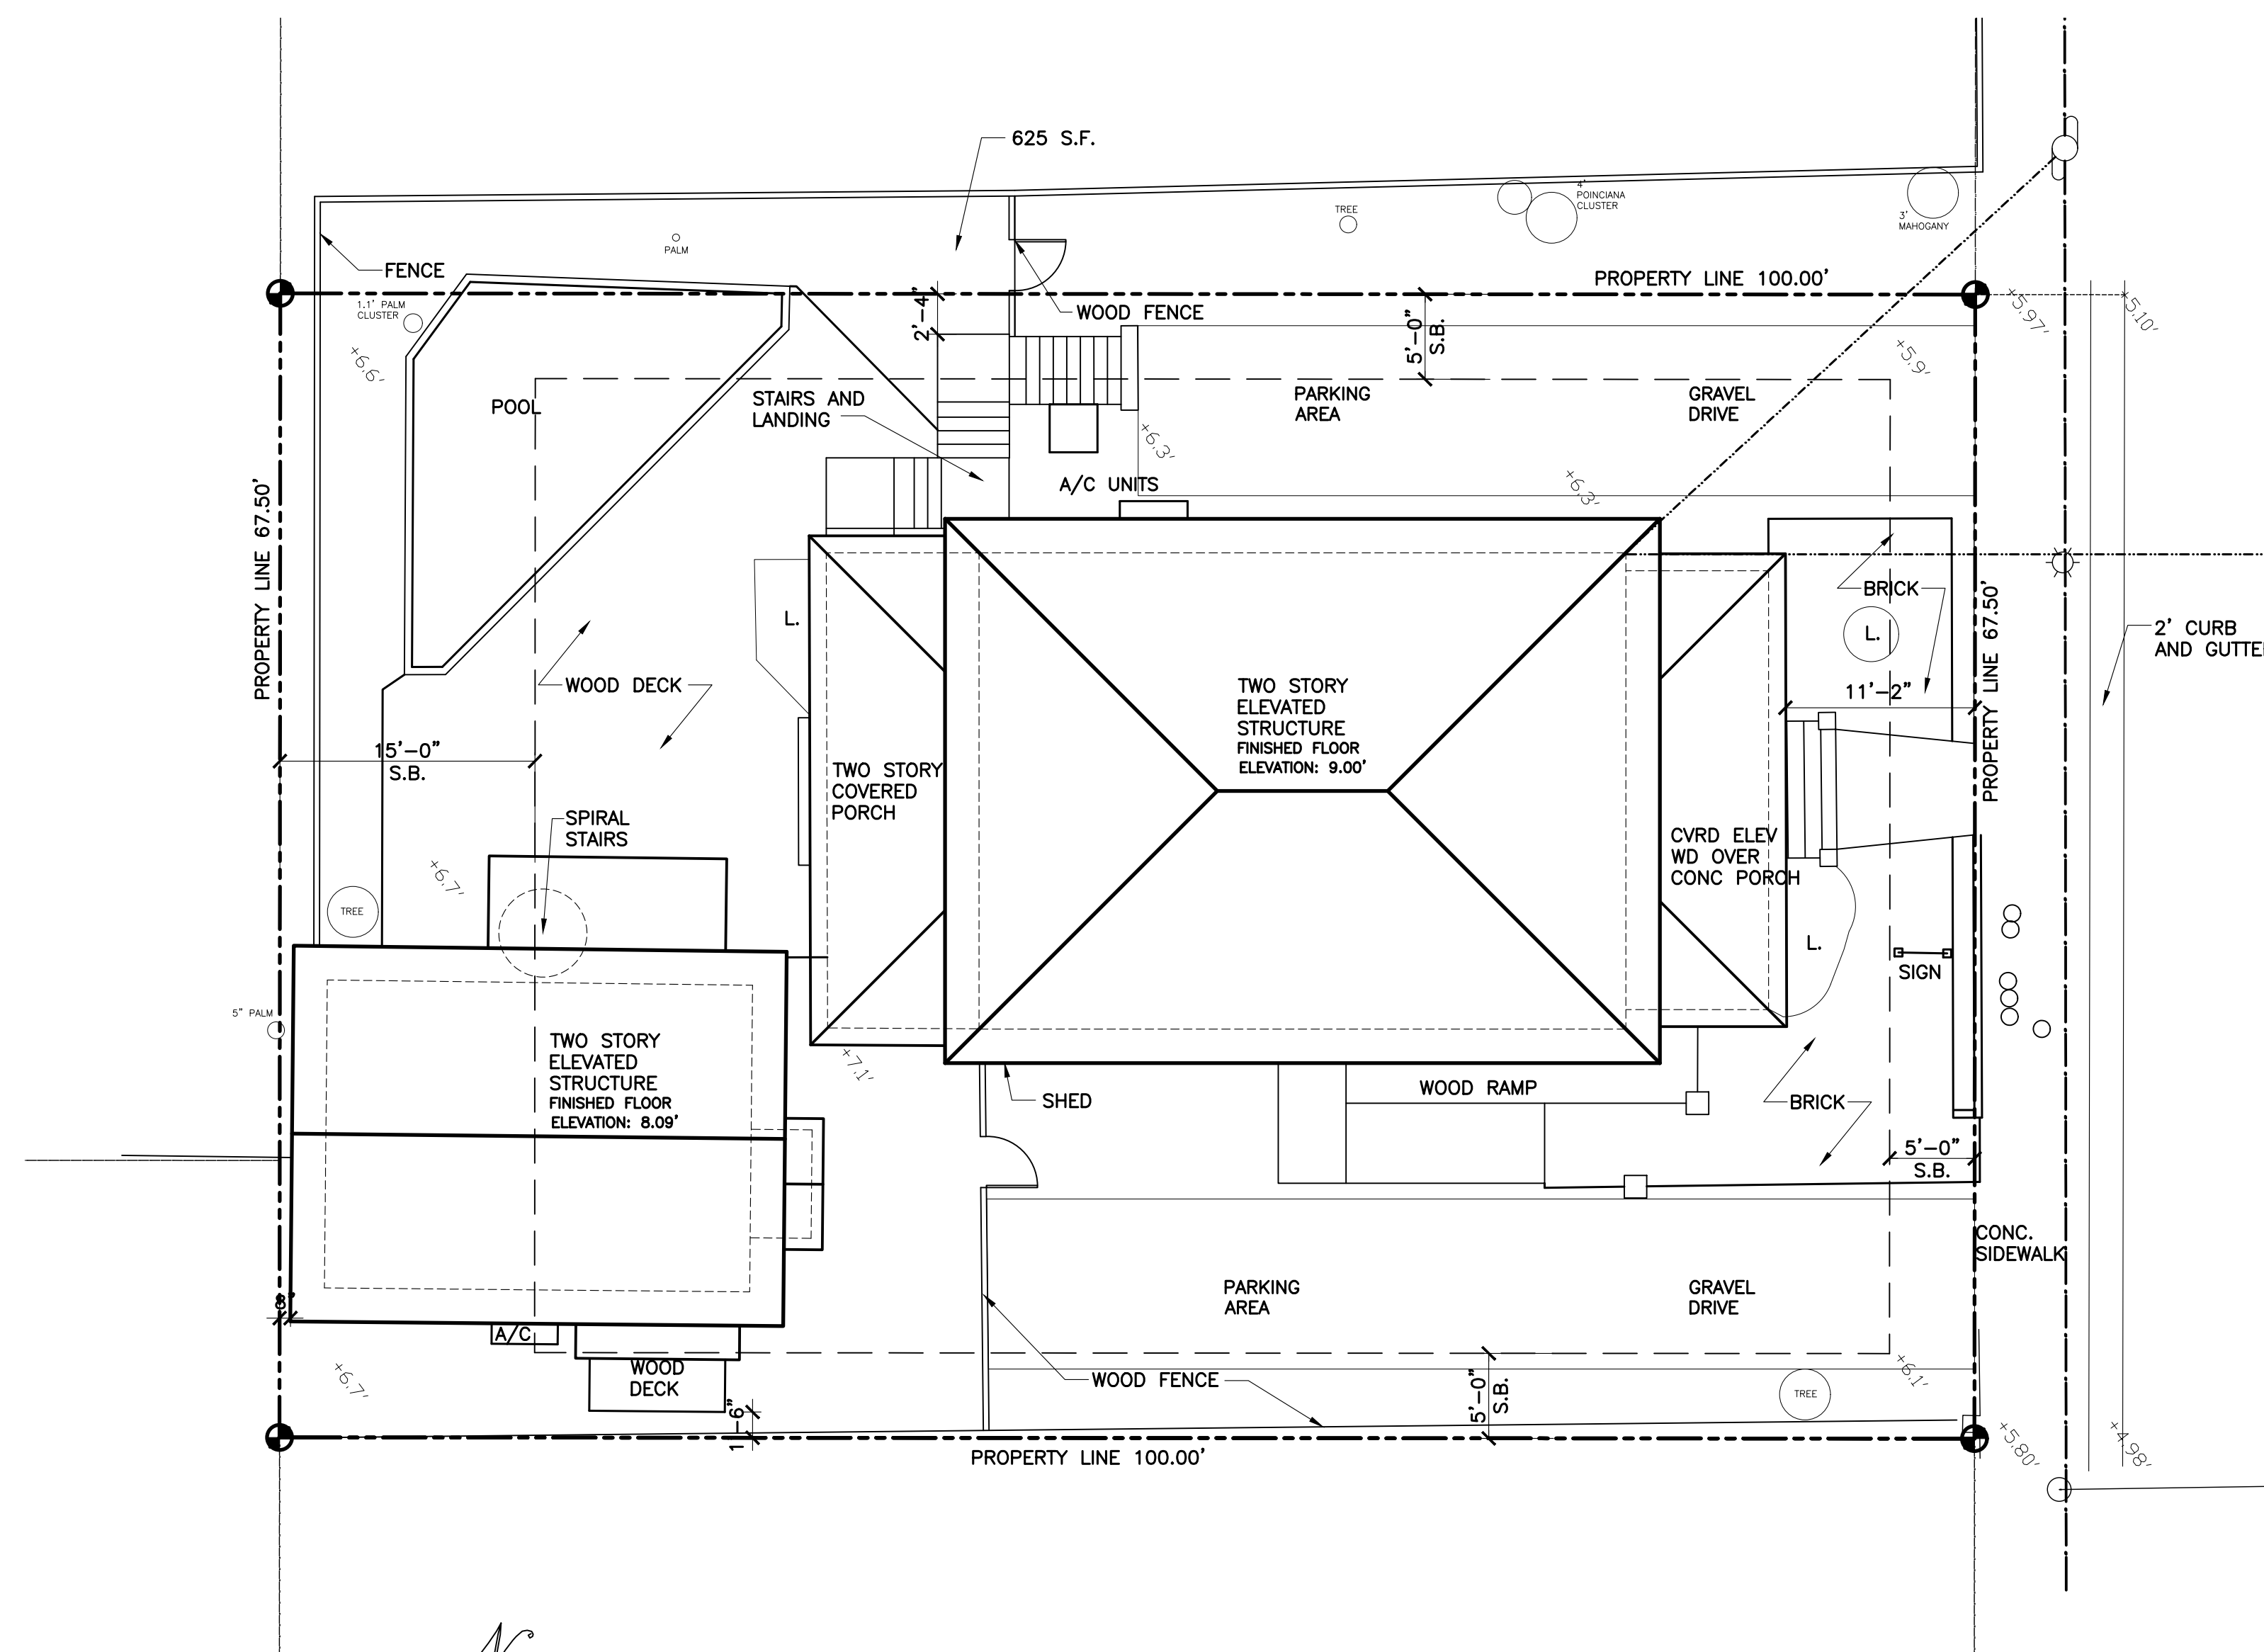 625 S.F.
4'
POINCIANA
CLUSTER
TREE
3'
MAHOGANY
PALM
FENCE
PROPERTY LINE 100.00'
1.1' PALM
CLUSTER
WOOD FENCE
2'-4"
5'-0"
S.B.
+5.97'
+5.10'
+5.9'
+6.6'
POOL
STAIRS AND
LANDING
PARKING
AREA
GRAVEL
DRIVE
+6.3'
+6.3'
A/C UNITS
PROPERTY LINE 67.50'
BRICK
L.
L.
PROPERTY LINE 67.50'
2' CURB
AND GUTTE
WOOD DECK
TWO STORY
ELEVATED
STRUCTURE
FINISHED FLOOR
ELEVATION: 9.00'
11'-2"
15'-0"
S.B.
TWO STORY
COVERED
PORCH
SPIRAL
STAIRS
CVRD ELEV
WD OVER
CONC PORCH
+6.7'
TREE
L.
SIGN
5" PALM
TWO STORY
ELEVATED
STRUCTURE
FINISHED FLOOR
ELEVATION: 8.09'
+7.1'
SHED
WOOD RAMP
BRICK
5'-0"
S.B.
CONC.
SIDEWALK
PARKING
AREA
GRAVEL
DRIVE
8"
A/C
WOOD
DECK
+6.7'
WOOD FENCE
1'-6"
5'-0"
S.B.
TREE
+6.1'
+5.80'
+4.98'
PROPERTY LINE 100.00'
N